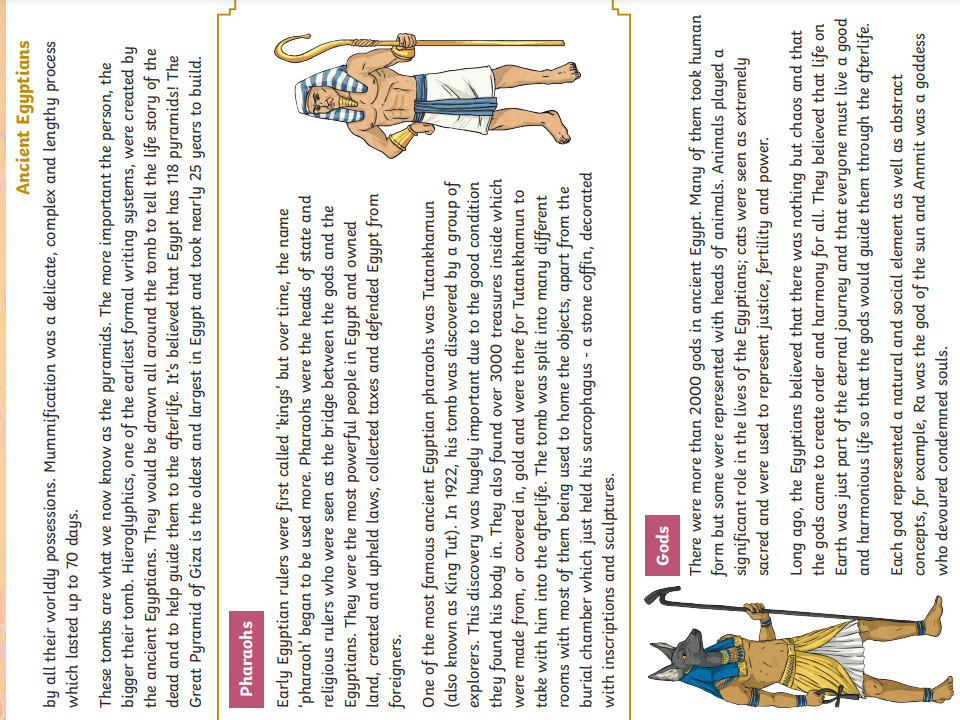 Ancient Egyptians
by all their worldly possessions. Mummification was a delicate, complex and lengthy process
which lasted up to 70 days.
These tombs are what we now know as the pyramids. The more important the person, the
bigger their tomb. Hieroglyphics, one of the earliest formal writing systems, were created by
the ancient Egyptians. They would be drawn all around the tomb to tell the life story of the
dead and to help guide them to the afterlife. It's believed that Egypt has 118 pyramids! The
Great Pyramid of Giza is the oldest and largest in Egypt and took nearly 25 years to build.
Pharaohs
Early Egyptian rulers were first called 'kings' but over time, the name
'pharaoh' began to be used more. Pharaohs were the heads of state and
religious rulers who were seen as the bridge between the gods and the
Egyptians. They were the most powerful people in Egypt and owned
land, created and upheld laws, collected taxes and defended Egypt from
foreigners.
One of the most famous ancient Egyptian pharaohs was Tutankhamun
(also known as King Tut). In 1922, his tomb was discovered by a group of
explorers. This discovery was hugely important due to the good condition
they found his body in. They also found over 3000 treasures inside which
were made from, or covered in, gold and were there for Tutankhamun to
take with him into the afterlife. The tomb was split into many different
rooms with most of them being used to home the objects, apart from the
burial chamber which just held his sarcophagus - a stone coffin, decorated
with inscriptions and sculptures.
Gods
There were more than 2000 gods in ancient Egypt. Many of them took human
form but some were represented with heads of animals. Animals played a
significant role in the lives of the Egyptians; cats were seen as extremely
sacred and were used to represent justice, fertility and power.
Long ago, the Egyptians believed that there was nothing but chaos and that
the gods came to create order and harmony for all. They believed that life on
Earth was just part of the eternal journey and that everyone must live a good
and harmonious life so that the gods would guide them through the afterlife.
Each god represented a natural and social element as well as abstract
concepts, for example, Ra was the god of the sun and Ammit was a goddess
who devoured condemned souls.